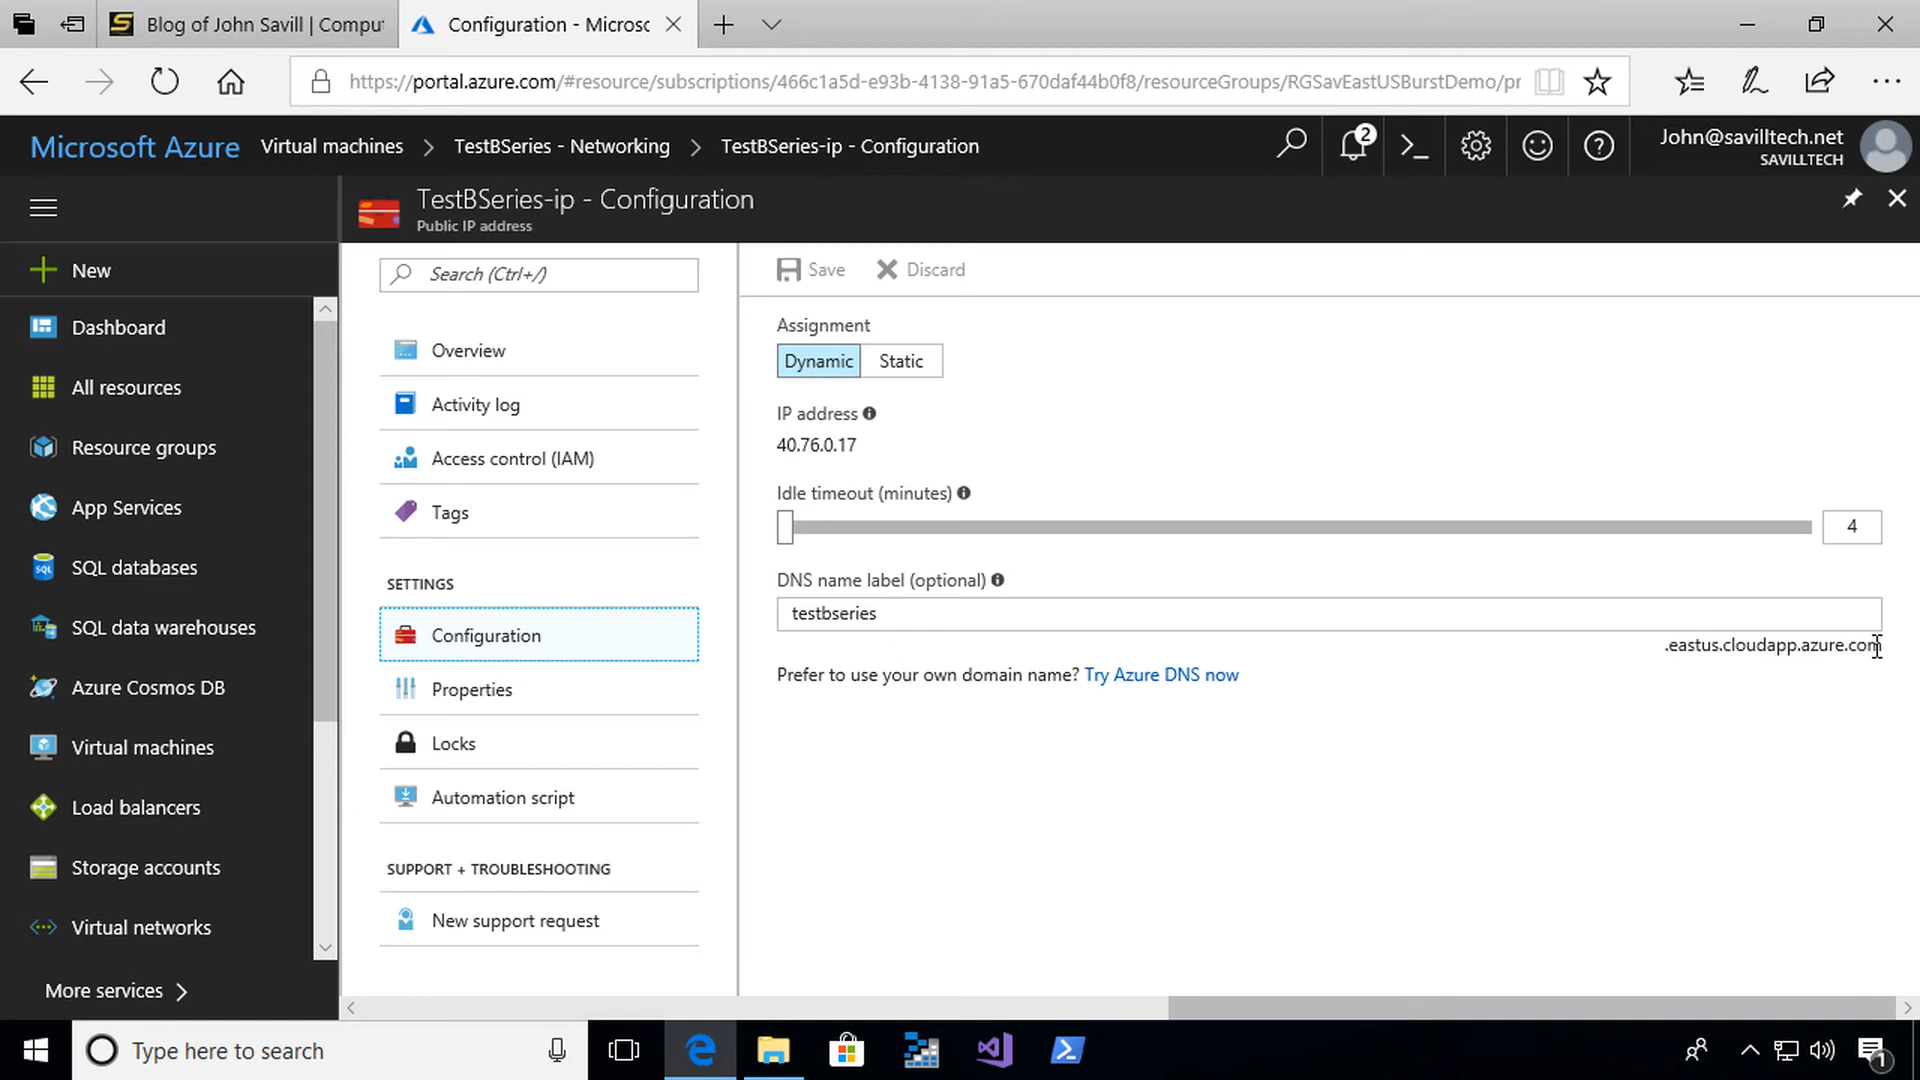 Blog of John Savill | Comput
Configuration - Microsc
https://portal.azure.com/#resource/subscriptions/466c1a5d-e93b-4138-91a5-670daf44b0f8/resourceGroups/RGSavEastUSBurstDemo/pr
Microsoft Azure Virtual machines > TestBSeries - Networking > TestBSeries-ip - Configuration
2
John@savilltech.net
SAVILLTECH
TestBSeries-ip - Configuration
Public IP address
New
Dashboard
All resources
Resource groups
App Services
SQL databases
SQL data warehouses
Azure Cosmos DB
Virtual machines
Load balancers
Storage accounts
Virtual networks
More services >
Search (Ctrl+/)
Overview
Activity log
Access control (IAM)
Tags
SETTINGS
Configuration
Properties
Locks
Automation script
SUPPORT + TROUBLESHOOTING
New support request
Save Discard
Assignment
Dynamic Static
IP address
40.76.0.17
Idle timeout (minutes)
4
DNS name label (optional)
testbseries
.eastus.cloudapp.azure.com
Prefer to use your own domain name? Try Azure DNS now
Type here to search
1